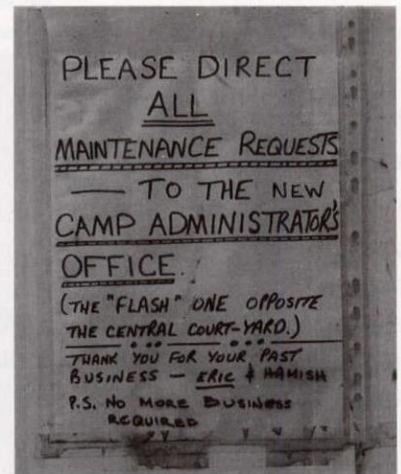 PLEASE DIRECT
ALL
MAINTENANCE REQUESTS
— TO THE NEW
CAMP ADMINISTRATOR'S
OFFICE.
(THE "FLASH" ONE OPPOSITE
THE CENTRAL COURT-YARD.)
THANK YOU FOR YOUR PAST
BUSINESS — ERIC & HAMISH
P.S. NO MORE BUSINESS
REQUIRED